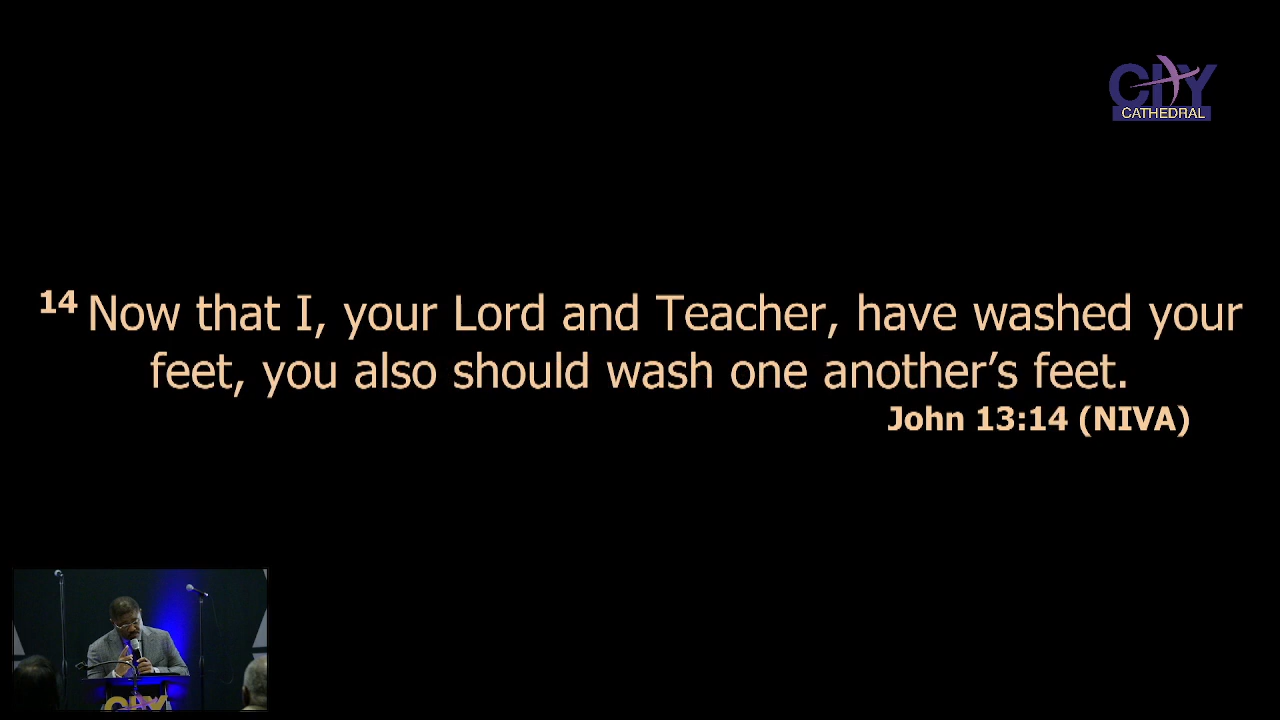 CITY
CATHEDRAL
14 Now that I, your Lord and Teacher, have washed your
feet, you also should wash one another’s feet.
John 13:14 (NIVA)
CITY